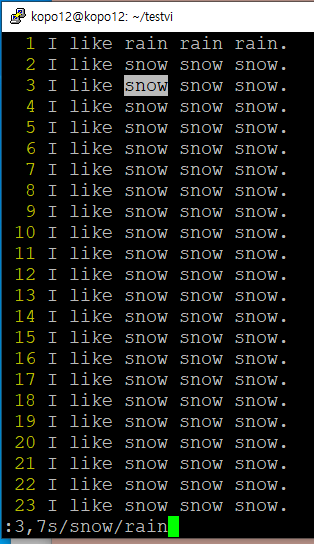 kopo12@kopo12: ~/testvi
1 I like rain rain rain.
2 I like snow snow snow.
3 I like snow snow snow.
4 I like snow snow snow.
5 I like snow snow snow.
6 I like snow snow snow.
7 I like snow snow snow.
8 I like snow snow snow.
9 I like snow snow snow.
10 I like snow snow snow.
11 I like snow snow snow.
12 I like snow snow snow.
13 I like snow snow snow.
14 I like snow snow snow.
15 I like snow snow snow.
16 I like snow snow snow.
17 I like snow snow snow.
18 I like snow snow snow.
19 I like snow snow snow.
20 I like snow snow snow.
21 I like snow snow snow.
22 I like snow snow snow.
23 I like snow snow snow.
:3,7s/snow/rain